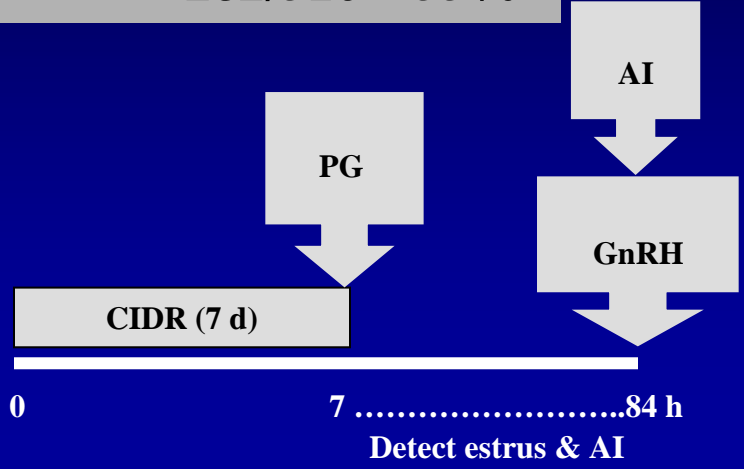 AI
PG
GnRH
CIDR (7 d)
0 7 ……………………..84 h
Detect estrus & AI